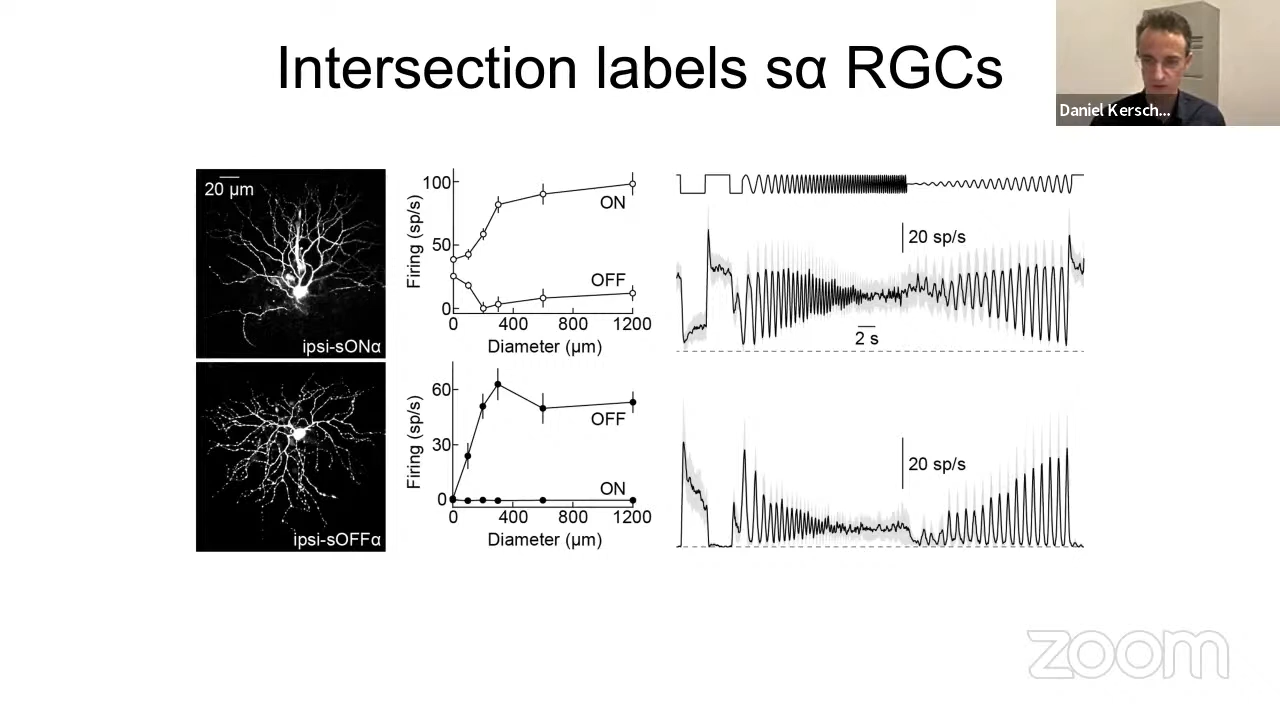 Intersection labels sα RGCs
Daniel Kersch...
20 µm
ipsi-sONα
100
50
0
Firing (sp/s)
ON
OFF
0 400 800 1200
Diameter (µm)
20 sp/s
2 s
ipsi-sOFFα
60
30
0
Firing (sp/s)
OFF
ON
0 400 800 1200
Diameter (µm)
20 sp/s
zoom